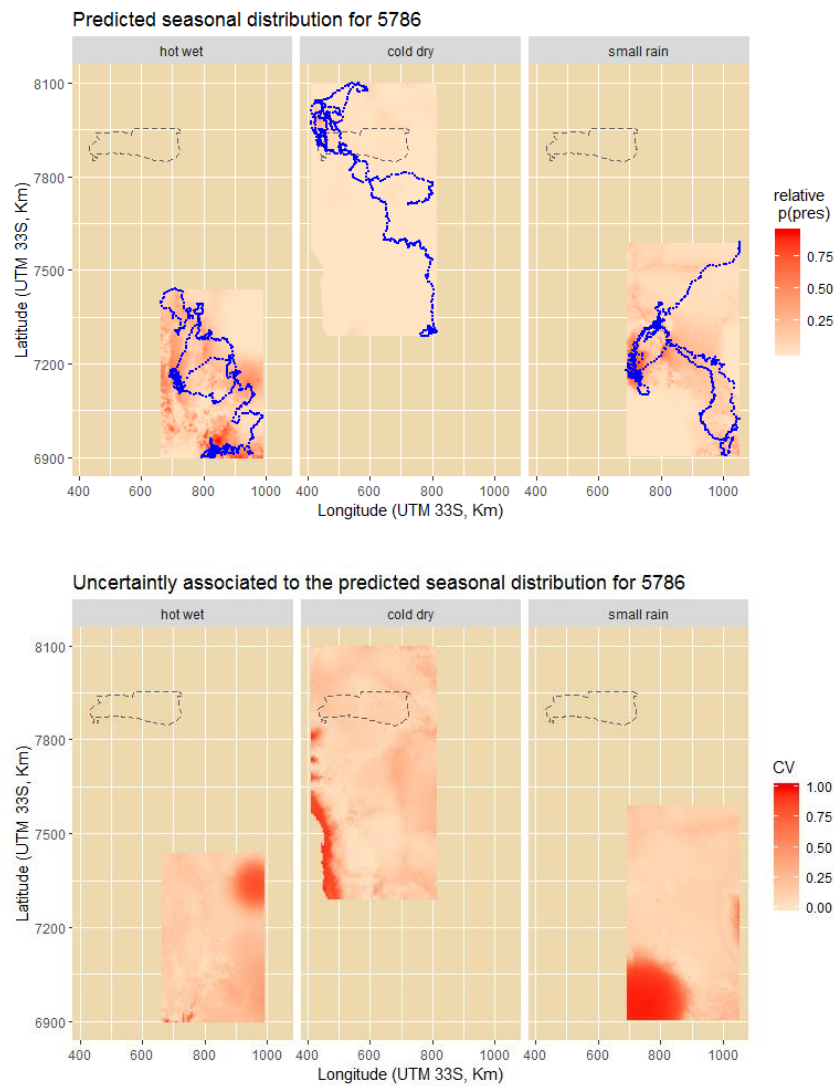 Predicted seasonal distribution for 5786
hot wet
cold dry
small rain
8100
7800
7500
7200
6900
Latitude (UTM 33S, Km)
400 600 800 1000 400 600 800 1000 400 600 800 1000
Longitude (UTM 33S, Km)
relative
p(pres)
0.75
0.50
0.25
Uncertaintly associated to the predicted seasonal distribution for 5786
hot wet
cold dry
small rain
8100
7800
7500
7200
6900
Latitude (UTM 33S, Km)
400 600 800 1000 400 600 800 1000 400 600 800 1000
Longitude (UTM 33S, Km)
CV
1.00
0.75
0.50
0.25
0.00